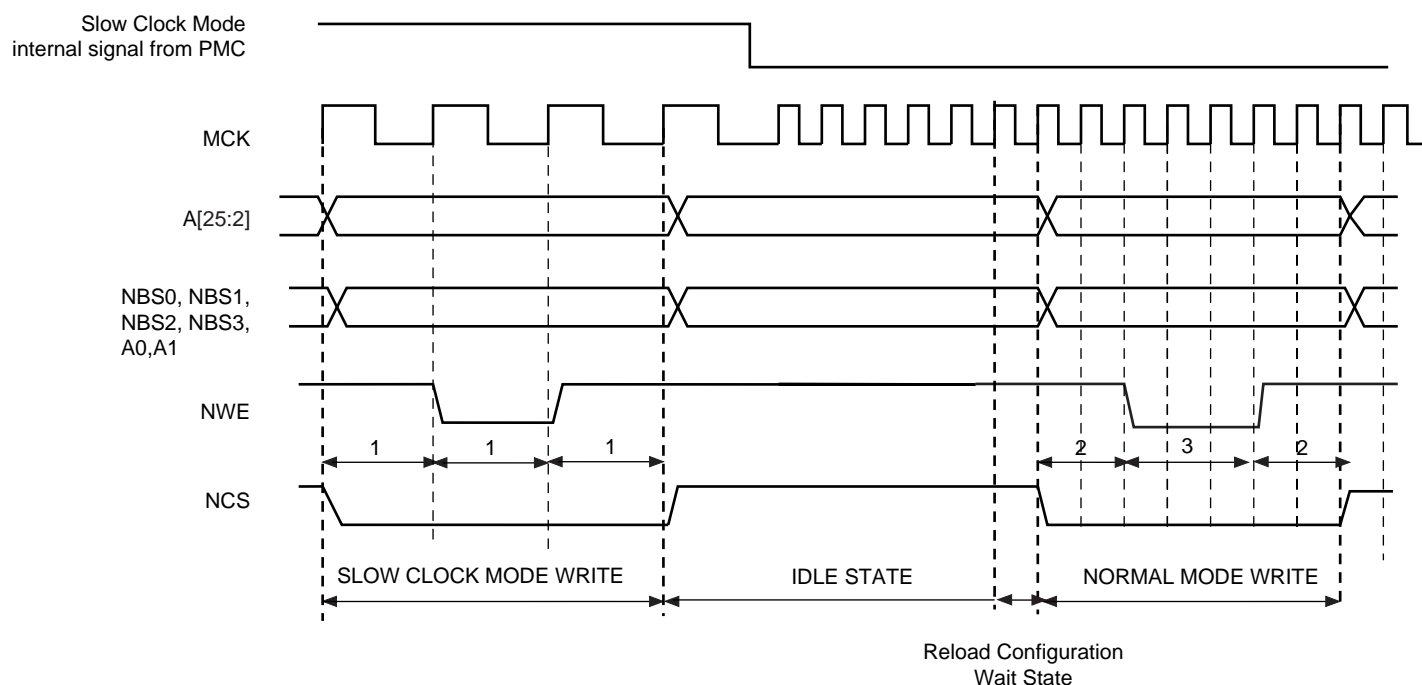 Slow Clock Mode
internal signal from PMC
MCK
A[25:2]
NBS0, NBS1,
NBS2, NBS3,
A0,A1
NWE
1 1 1 2 3 2
NCS
SLOW CLOCK MODE WRITE IDLE STATE NORMAL MODE WRITE
Reload Configuration
Wait State